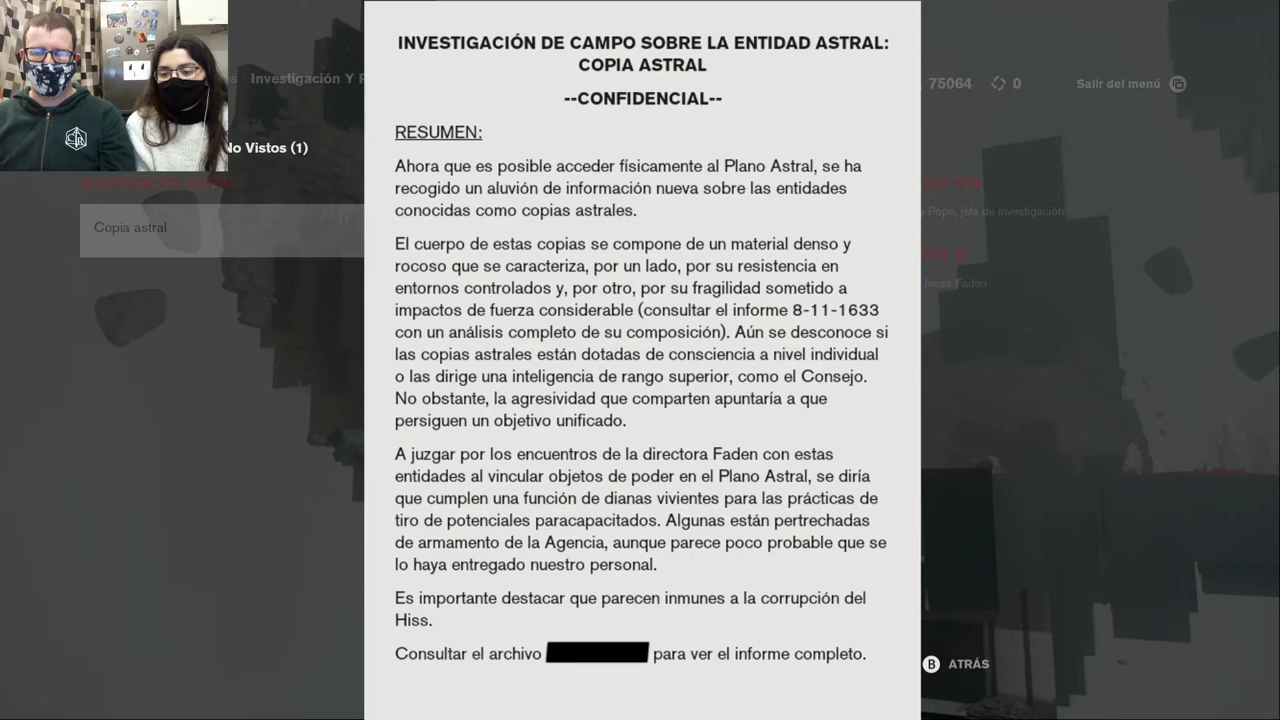 INVESTIGACIÓN DE CAMPO SOBRE LA ENTIDAD ASTRAL:
COPIA ASTRAL
--CONFIDENCIAL--
RESUMEN:
Ahora que es posible acceder físicamente al Plano Astral, se ha
recogido un aluvión de información nueva sobre las entidades
conocidas como copias astrales.
El cuerpo de estas copias se compone de un material denso y
rocoso que se caracteriza, por un lado, por su resistencia en
entornos controlados y, por otro, por su fragilidad sometido a
impactos de fuerza considerable (consultar el informe 8-11-1633
con un análisis completo de su composición). Aún se desconoce si
las copias astrales están dotadas de consciencia a nivel individual
o las dirige una inteligencia de rango superior, como el Consejo.
No obstante, la agresividad que comparten apuntaría a que
persiguen un objetivo unificado.
A juzgar por los encuentros de la directora Faden con estas
entidades al vincular objetos de poder en el Plano Astral, se diría
que cumplen una función de dianas vivientes para las prácticas de
tiro de potenciales paracapacitados. Algunas están pertrechadas
de armamento de la Agencia, aunque parece poco probable que se
lo haya entregado nuestro personal.
Es importante destacar que parecen inmunes a la corrupción del
Hiss.
Consultar el archivo para ver el informe completo.
Investigación Y
No Vistos (1)
INVESTIGACIÓN ASTRAL
Copia astral
75064
0
Salir del menú
Pope, jefa de investigación
Jesse Faden
B ATRÁS